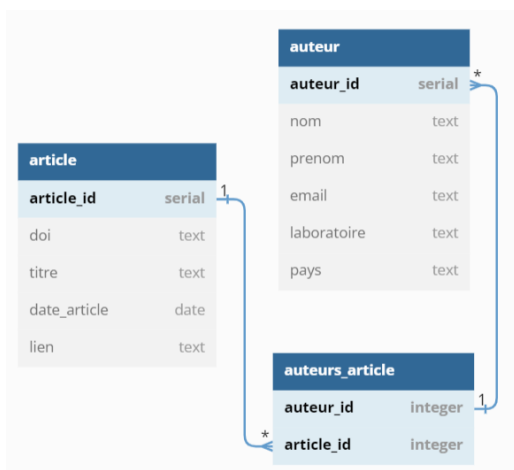 auteur
auteur_id serial
nom text
prenom text
email text
laboratoire text
pays text
*
article
article_id serial
doi text
titre text
date_article date
lien text
1
auteurs_article
auteur_id integer
article_id integer
1
*